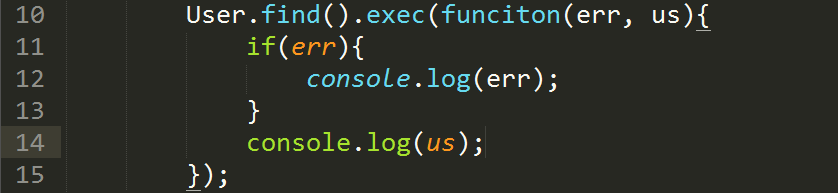 10 User.find().exec(funciton(err, us){
11 if(err){
12 console.log(err);
13 }
14 console.log(us);
15 });